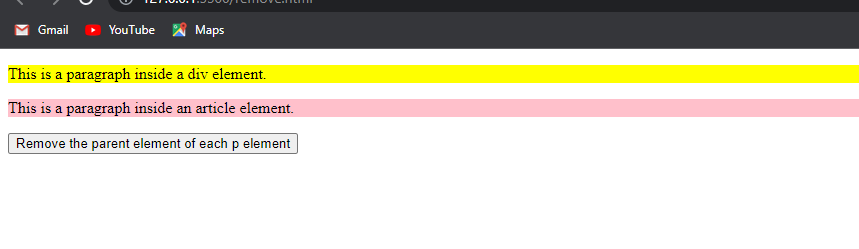 Gmail YouTube Maps
This is a paragraph inside a div element.
This is a paragraph inside an article element.
Remove the parent element of each p element